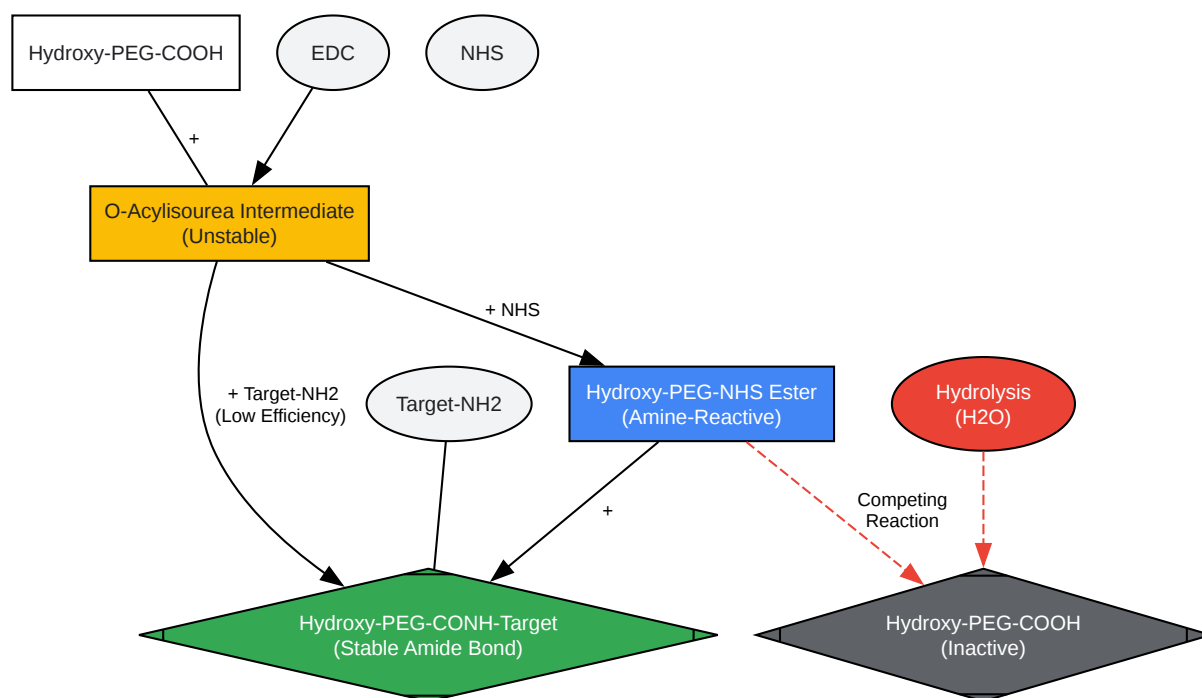 Hydroxy-PEG-COOH
EDC
NHS
+
O-Acylisourea Intermediate
(Unstable)
+ NHS
+ Target-NH2
(Low Efficiency)
Target-NH2
Hydroxy-PEG-NHS Ester
(Amine-Reactive)
Hydrolysis
(H2O)
+
Competing
Reaction
Hydroxy-PEG-CONH-Target
(Stable Amide Bond)
Hydroxy-PEG-COOH
(Inactive)